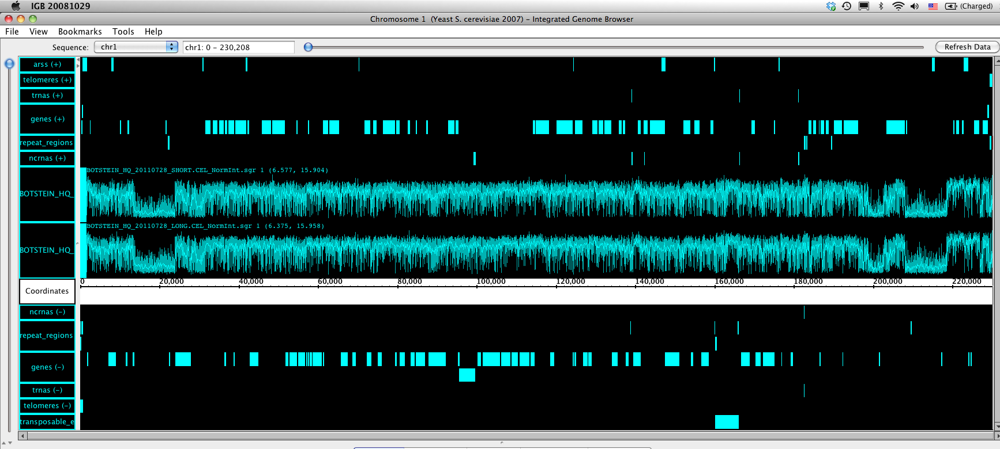 IGB 20081029
(Charged)
Chromosome 1 (Yeast S. cerevisiae 2007) - Integrated Genome Browser
File View Bookmarks Tools Help
Sequence: chr1 chr1: 0 - 230,208 Refresh Data
arss (+)
telomeres (+)
trnas (+)
genes (+)
repeat_regions
ncrnas (+)
BOTSTEIN_HQ_20110728_SHORT.CEL_NormInt.sgr 1 (6.577, 15.904)
BOTSTEIN_HQ_
BOTSTEIN_HQ_20110728_LONG.CEL_NormInt.sgr 1 (6.375, 15.958)
BOTSTEIN_HQ_
0 20,000 40,000 60,000 80,000 100,000 120,000 140,000 160,000 180,000 200,000 220,000
Coordinates
ncrnas (-)
repeat_regions
genes (-)
trnas (-)
telomeres (-)
transposable_e